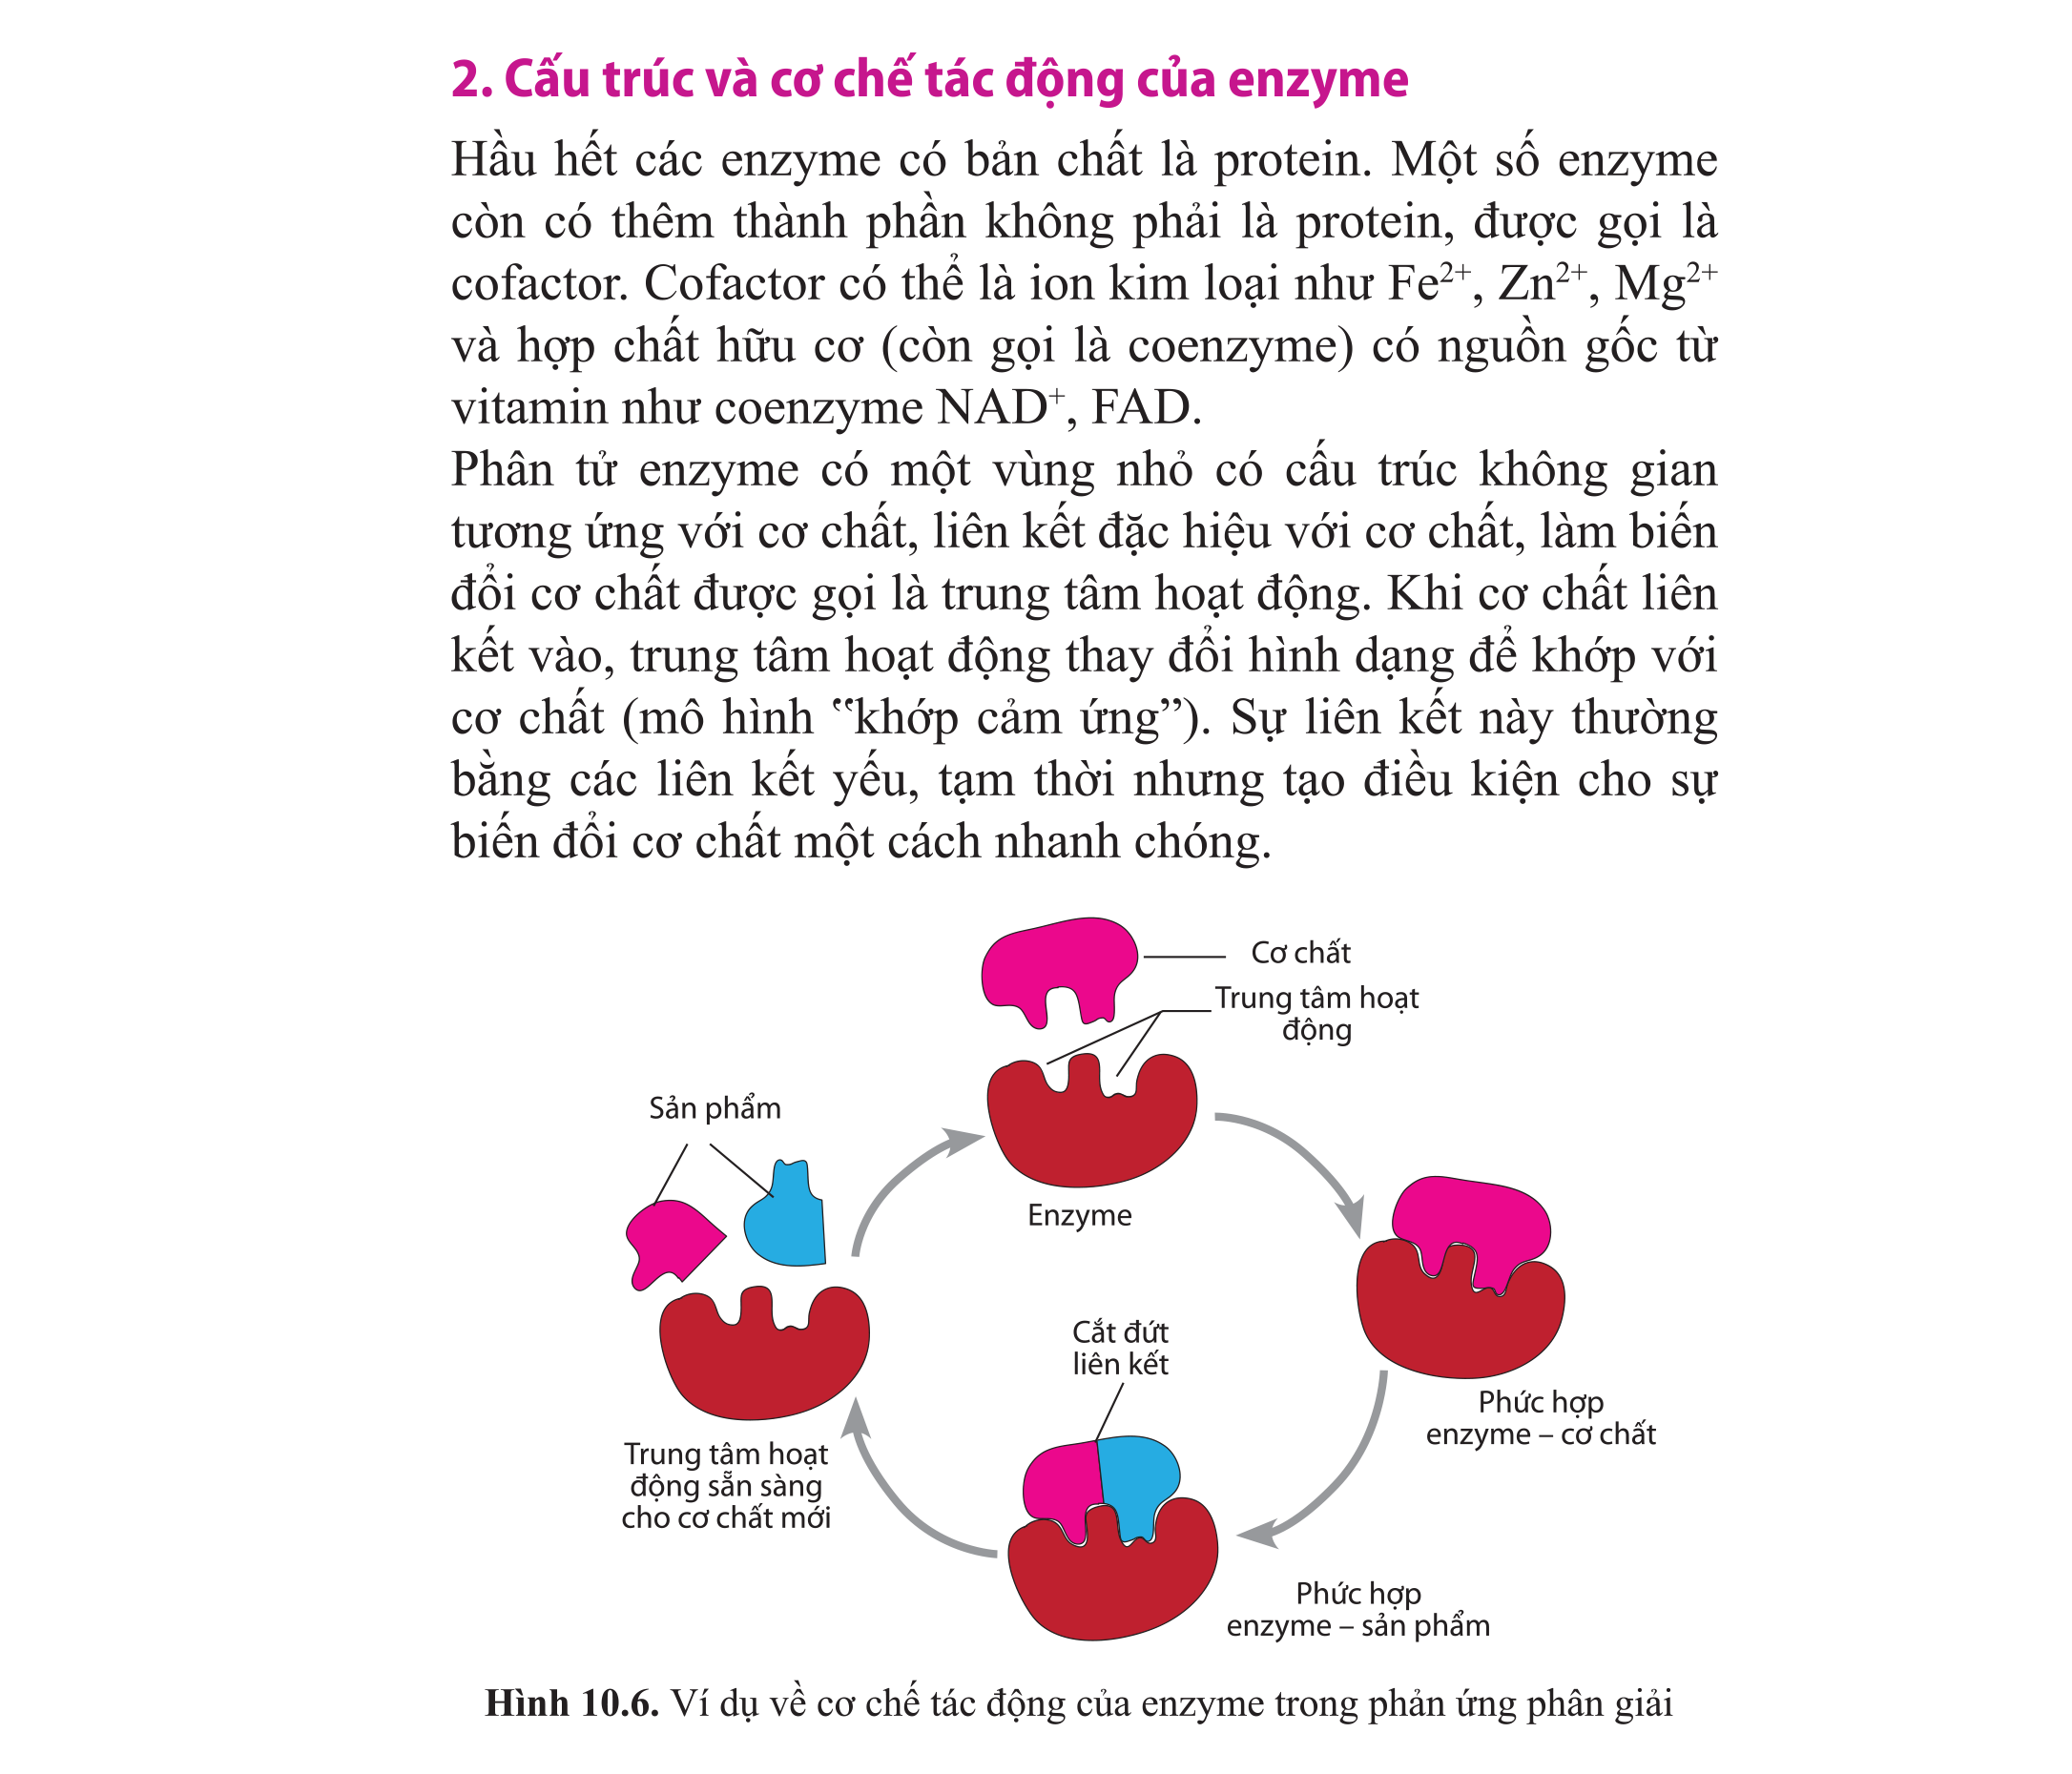 2. Cấu trúc và cơ chế tác động của enzyme
Hầu hết các enzyme có bản chất là protein. Một số enzyme
còn có thêm thành phần không phải là protein, được gọi là
cofactor. Cofactor có thể là ion kim loại như Fe²⁺, Zn²⁺, Mg²⁺
và hợp chất hữu cơ (còn gọi là coenzyme) có nguồn gốc từ
vitamin như coenzyme NAD⁺, FAD.
Phân tử enzyme có một vùng nhỏ có cấu trúc không gian
tương ứng với cơ chất, liên kết đặc hiệu với cơ chất, làm biến
đổi cơ chất được gọi là trung tâm hoạt động. Khi cơ chất liên
kết vào, trung tâm hoạt động thay đổi hình dạng để khớp với
cơ chất (mô hình “khớp cảm ứng”). Sự liên kết này thường
bằng các liên kết yếu, tạm thời nhưng tạo điều kiện cho sự
biến đổi cơ chất một cách nhanh chóng.
Cơ chất
Trung tâm hoạt
động
Sản phẩm
Enzyme
Cắt đứt
liên kết
Phức hợp
enzyme – cơ chất
Trung tâm hoạt
động sẵn sàng
cho cơ chất mới
Phức hợp
enzyme – sản phẩm
Hình 10.6. Ví dụ về cơ chế tác động của enzyme trong phản ứng phân giải